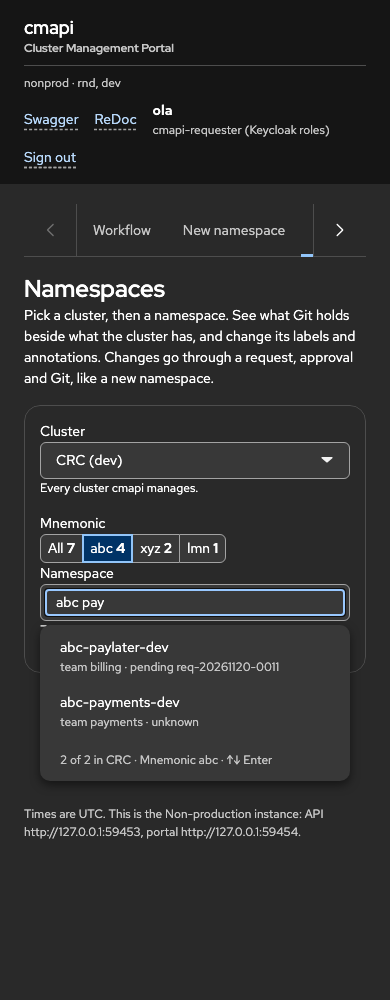 cmapi
Cluster Management Portal
nonprod · rnd, dev
Swagger ReDoc ola
cmapi-requester (Keycloak roles)
Sign out
Workflow New namespace
Namespaces
Pick a cluster, then a namespace. See what Git holds
beside what the cluster has, and change its labels and
annotations. Changes go through a request, approval
and Git, like a new namespace.
Cluster
CRC (dev)
Every cluster cmapi manages.
Mnemonic
All 7 abc 4 xyz 2 lmn 1
Namespace
abc pay
abc-paylater-dev
team billing · pending req-20261120-0011
abc-payments-dev
team payments · unknown
2 of 2 in CRC · Mnemonic abc · ↑↓ Enter
Times are UTC. This is the Non-production instance: API
http://127.0.0.1:59453, portal http://127.0.0.1:59454.